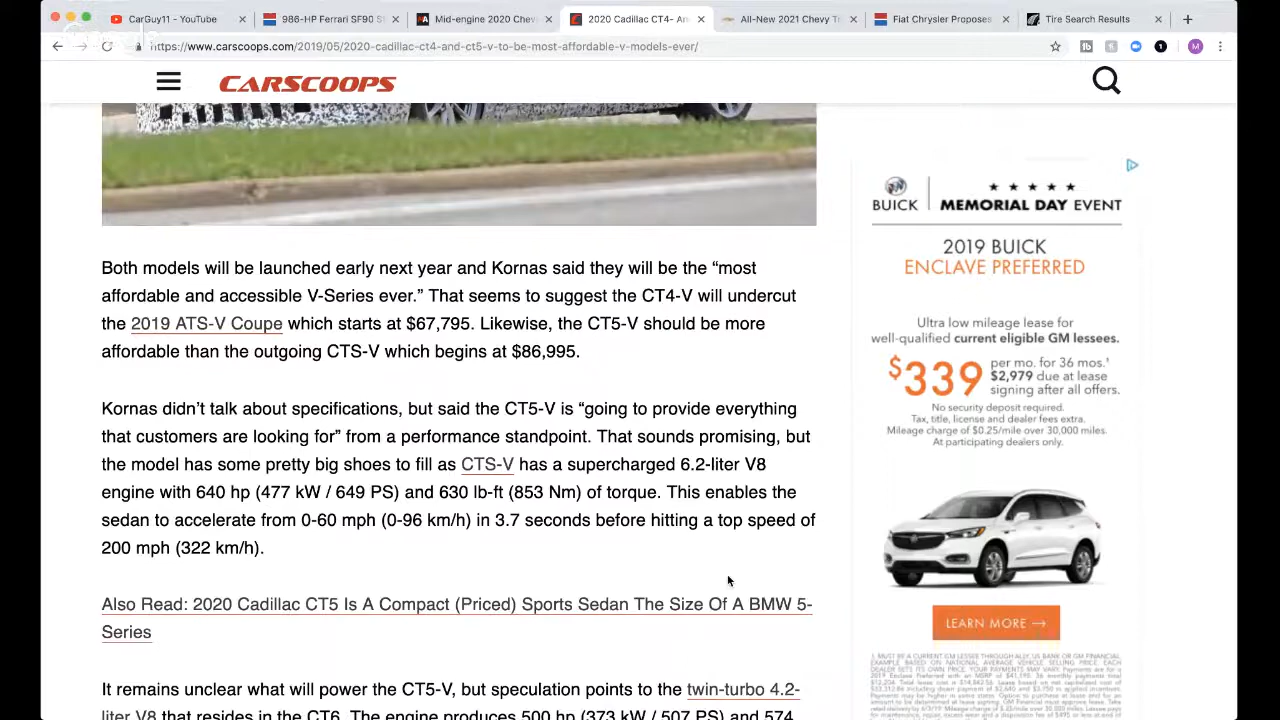 CarGuy11 - YouTube
986-HP Ferrari SF90 St
Mid-engine 2020 Chev
2020 Cadillac CT4- An
All-New 2021 Chevy T
Fiat Chrysler Proposes
Tire Search Results
https://www.carscoops.com/2019/05/2020-cadillac-ct4-and-ct5-v-to-be-most-affordable-v-models-ever/
CARSCOOPS
Both models will be launched early next year and Kornas said they will be the “most
affordable and accessible V-Series ever.” That seems to suggest the CT4-V will undercut
the 2019 ATS-V Coupe which starts at $67,795. Likewise, the CT5-V should be more
affordable than the outgoing CTS-V which begins at $86,995.
Kornas didn’t talk about specifications, but said the CT5-V is “going to provide everything
that customers are looking for” from a performance standpoint. That sounds promising, but
the model has some pretty big shoes to fill as CTS-V has a supercharged 6.2-liter V8
engine with 640 hp (477 kW / 649 PS) and 630 lb-ft (853 Nm) of torque. This enables the
sedan to accelerate from 0-60 mph (0-96 km/h) in 3.7 seconds before hitting a top speed of
200 mph (322 km/h).
Also Read: 2020 Cadillac CT5 Is A Compact (Priced) Sports Sedan The Size Of A BMW 5-
Series
It remains unclear what will power the CT5-V, but speculation points to the twin-turbo 4.2-
BUICK
MEMORIAL DAY EVENT
2019 BUICK
ENCLAVE PREFERRED
Ultra low mileage lease for
well-qualified current eligible GM lessees.
$339 per mo. for 36 mos.¹
$2,979 due at lease
signing after all offers.
No security deposit required.
Tax, title, license and dealer fees extra.
Mileage charge of $0.25/mile over 30,000 miles.
At participating dealers only.
LEARN MORE →